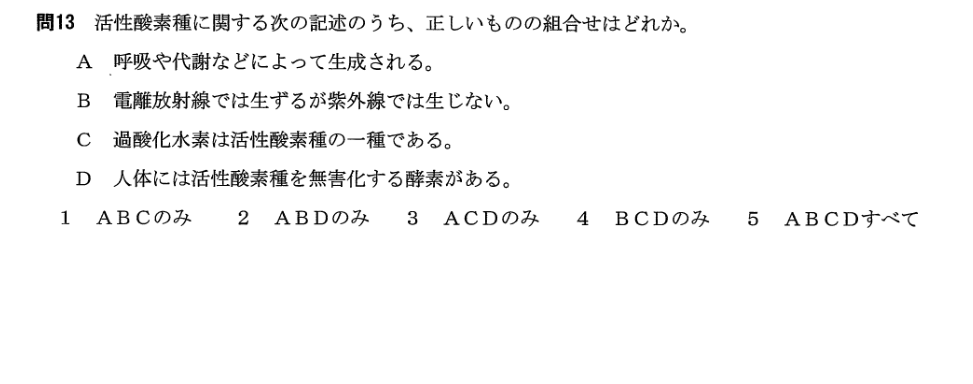 問13 活性酸素種に関する次の記述のうち、正しいものの組合せはどれか。
A 呼吸や代謝などによって生成される。
B 電離放射線では生ずるが紫外線では生じない。
C 過酸化水素は活性酸素種の一種である。
D 人体には活性酸素種を無害化する酵素がある。
1 ＡＢＣのみ 2 ＡＢＤのみ 3 ＡＣＤのみ 4 ＢＣＤのみ 5 ＡＢＣＤすべて